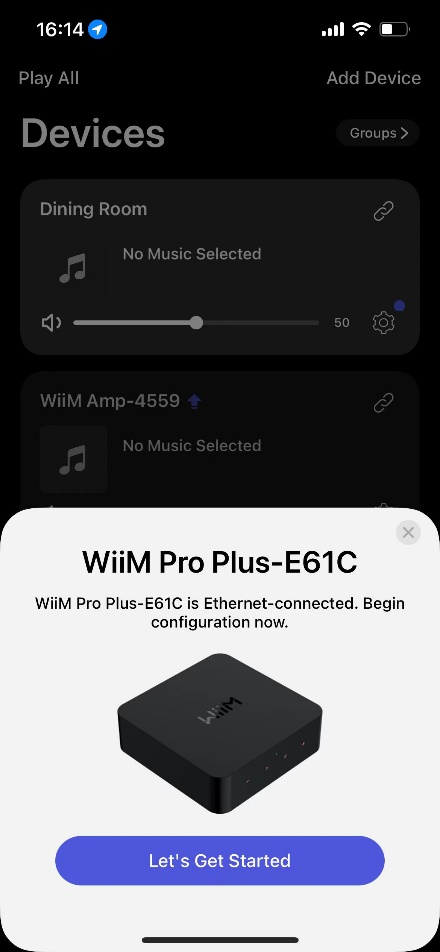 16:14
Play All
Add Device
Devices
Groups
Dining Room
No Music Selected
50
WiiM Amp-4559
No Music Selected
WiiM Pro Plus-E61C
WiiM Pro Plus-E61C is Ethernet-connected. Begin
configuration now.
WiiM
Let's Get Started